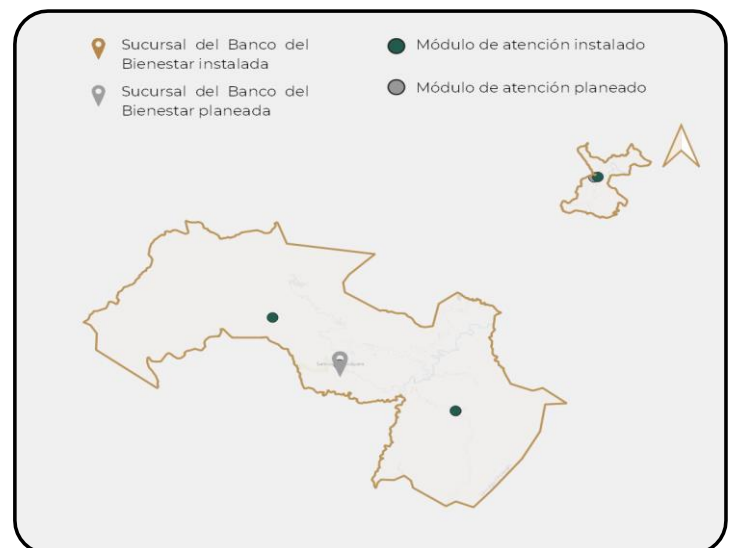 Sucursal del Banco del
Bienestar instalada
Sucursal del Banco del
Bienestar planeada
Módulo de atención instalado
Módulo de atención planeado